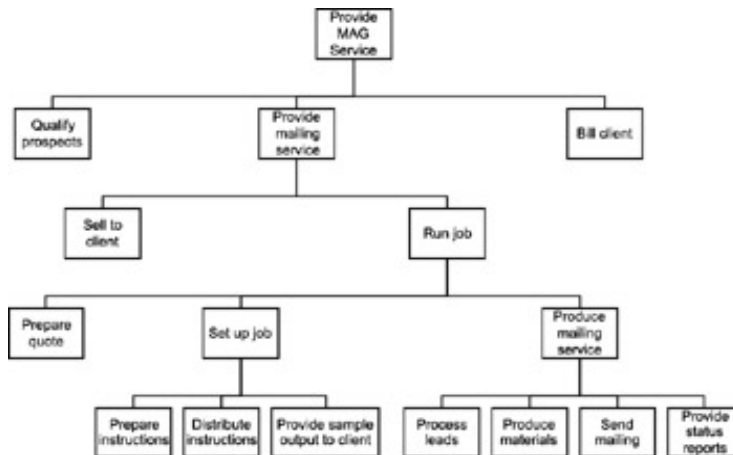 Provide
MAG
Service
Qualify
prospects
Provide
mailing
service
Bill client
Sell to
client
Run job
Prepare
quote
Set up job
Produce
mailing
service
Prepare
instructions
Distribute
instructions
Provide sample
output to client
Process
leads
Produce
materials
Send
mailing
Provide
status
reports